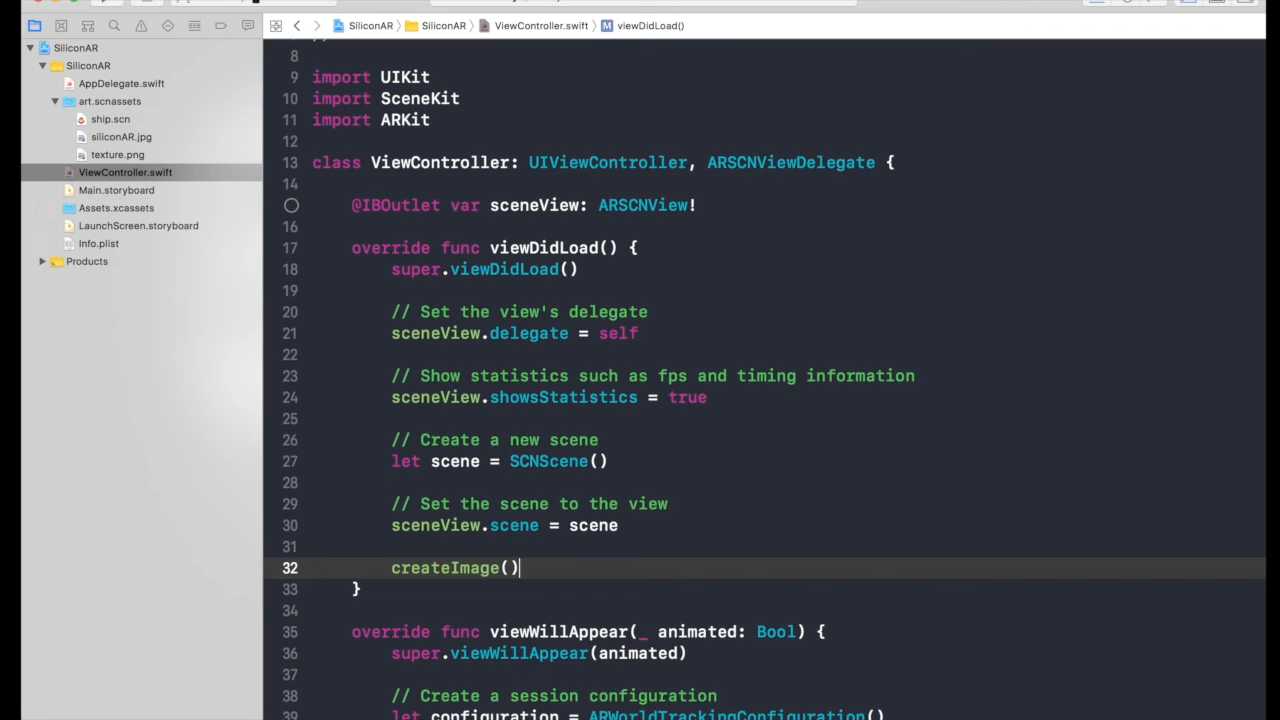 SiliconAR
SiliconAR
ViewController.swift
M
viewDidLoad()
SiliconAR
SiliconAR
AppDelegate.swift
art.scnassets
ship.scn
siliconAR.jpg
texture.png
ViewController.swift
Main.storyboard
Assets.xcassets
LaunchScreen.storyboard
Info.plist
Products
8
9 import UIKit
10 import SceneKit
11 import ARKit
12
13 class ViewController: UIViewController, ARSCNViewDelegate {
14
@IBOutlet var sceneView: ARSCNView!
16
17 override func viewDidLoad() {
18 super.viewDidLoad()
19
20 // Set the view's delegate
21 sceneView.delegate = self
22
23 // Show statistics such as fps and timing information
24 sceneView.showsStatistics = true
25
26 // Create a new scene
27 let scene = SCNScene()
28
29 // Set the scene to the view
30 sceneView.scene = scene
31
32 createImage()
33 }
34
35 override func viewWillAppear(_ animated: Bool) {
36 super.viewWillAppear(animated)
37
38 // Create a session configuration
39 let configuration = ARWorldTrackingConfiguration()